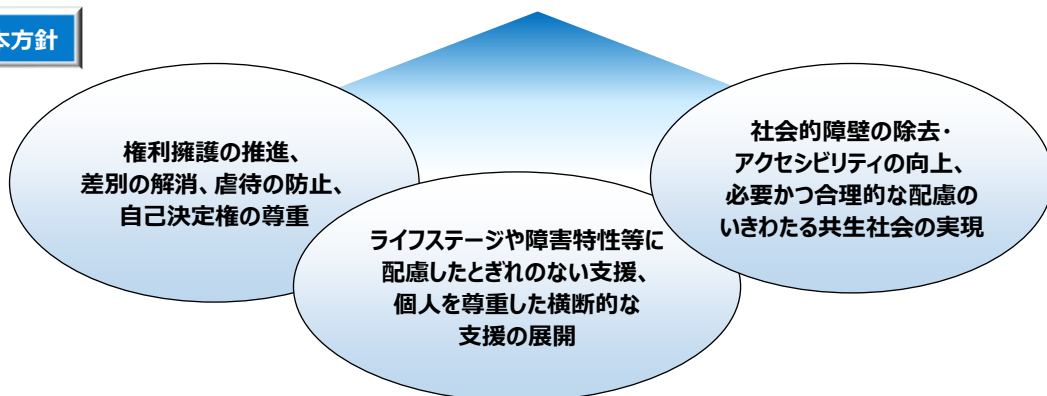 本方針
権利擁護の推進、
差別の解消、虐待の防止、
自己決定権の尊重
ライフステージや障害特性等に
配慮したとぎれのない支援、
個人を尊重した横断的な
支援の展開
社会的障壁の除去・
アクセシビリティの向上、
必要かつ合理的な配慮の
いきわたる共生社会の実現